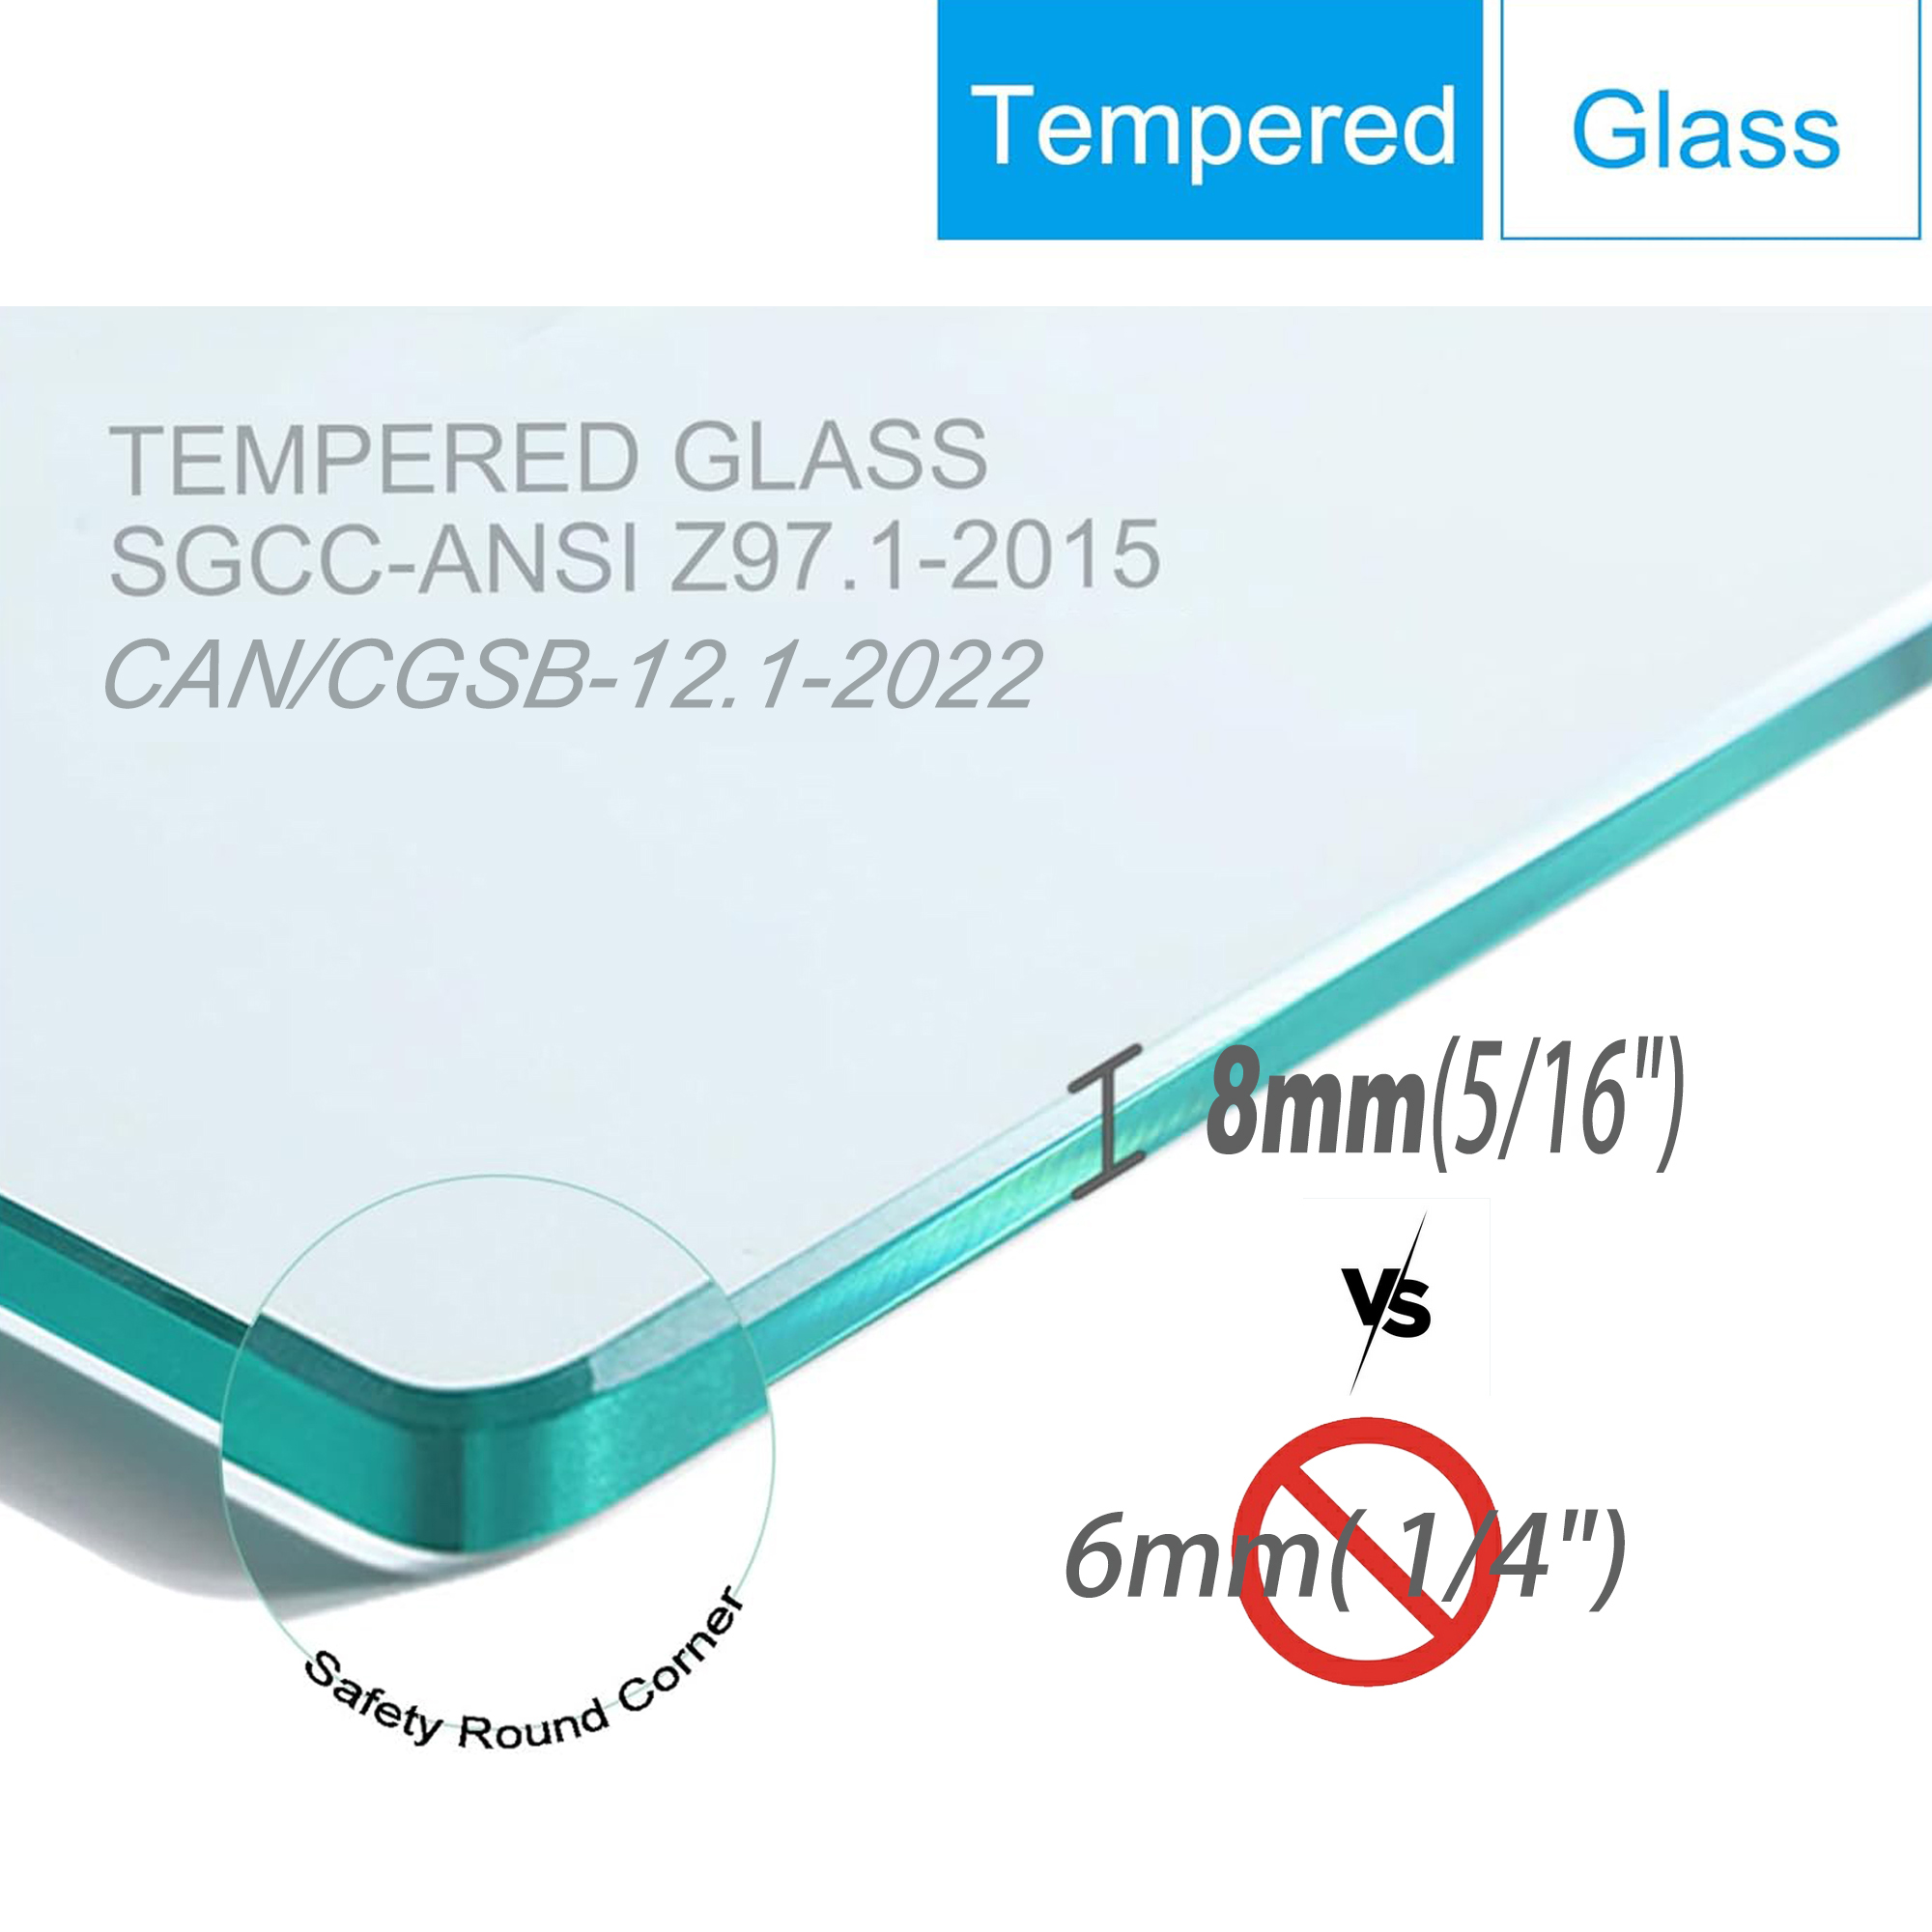 Tempered Glass
TEMPERED GLASS
SGCC-ANSI Z97.1-2015
CAN/CGSB-12.1-2022
8mm(5/16")
VS
6mm( 1/4")
Safety Round Corner